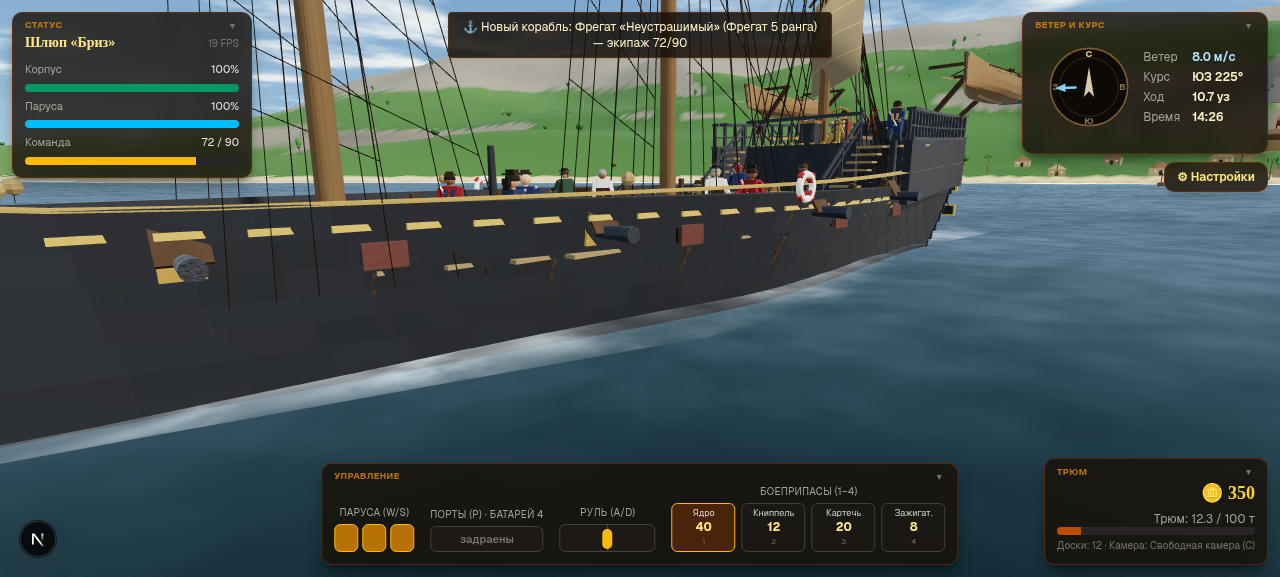 СТАТУС
Шлюп «Бриз»
19 FPS
Корпус 100%
Паруса 100%
Команда 72 / 90
⚓ Новый корабль: Фрегат «Неустрашимый» (Фрегат 5 ранга)
— экипаж 72/90
ВЕТЕР И КУРС
С
З
В
Ю
Ветер 8.0 м/с
Курс ЮЗ 225°
Ход 10.7 уз
Время 14:26
⚙ Настройки
УПРАВЛЕНИЕ
ПАРУСА (W/S)
ПОРТЫ (P) · БАТАРЕЙ 4
задраены
РУЛЬ (A/D)
БОЕПРИПАСЫ (1–4)
Ядро
40
1
Книппель
12
2
Картечь
20
3
Зажигат.
8
4
ТРЮМ
350
Трюм: 12.3 / 100 т
Доски: 12 · Камера: Свободная камера (C)
N